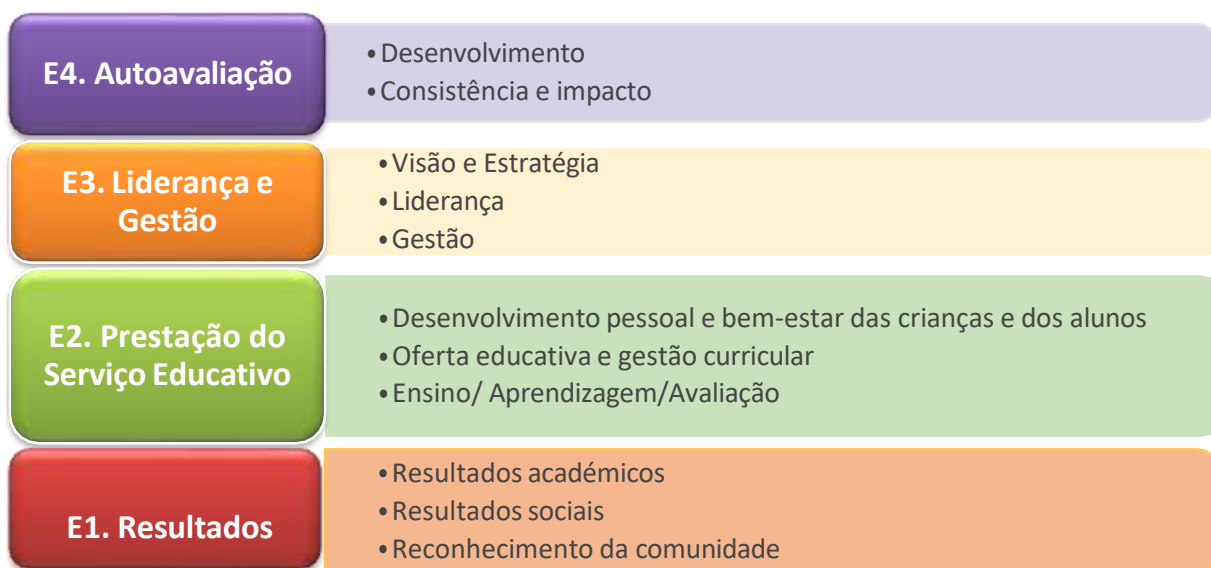 E4. Autoavaliação
•Desenvolvimento
•Consistência e impacto
E3. Liderança e
Gestão
•Visão e Estratégia
•Liderança
•Gestão
E2. Prestação do
Serviço Educativo
•Desenvolvimento pessoal e bem-estar das crianças e dos alunos
•Oferta educativa e gestão curricular
•Ensino/ Aprendizagem/Avaliação
E1. Resultados
•Resultados académicos
•Resultados sociais
•Reconhecimento da comunidade